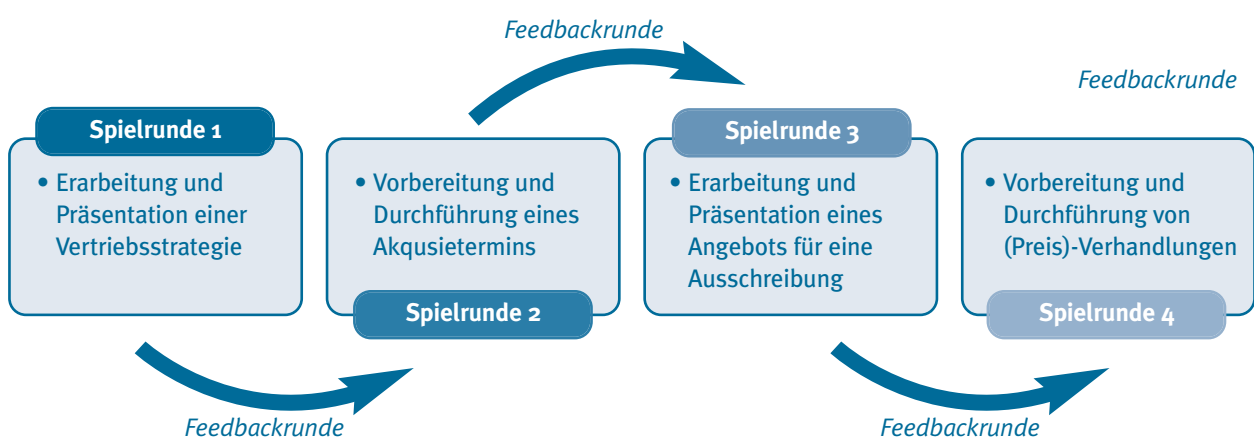 Feedbackrunde
Feedbackrunde
Spielrunde 1
• Erarbeitung und
Präsentation einer
Vertriebsstrategie
• Vorbereitung und
Durchführung eines
Akqusietermins
Spielrunde 2
Spielrunde 3
• Erarbeitung und
Präsentation eines
Angebots für eine
Ausschreibung
• Vorbereitung und
Durchführung von
(Preis)-Verhandlungen
Spielrunde 4
Feedbackrunde
Feedbackrunde